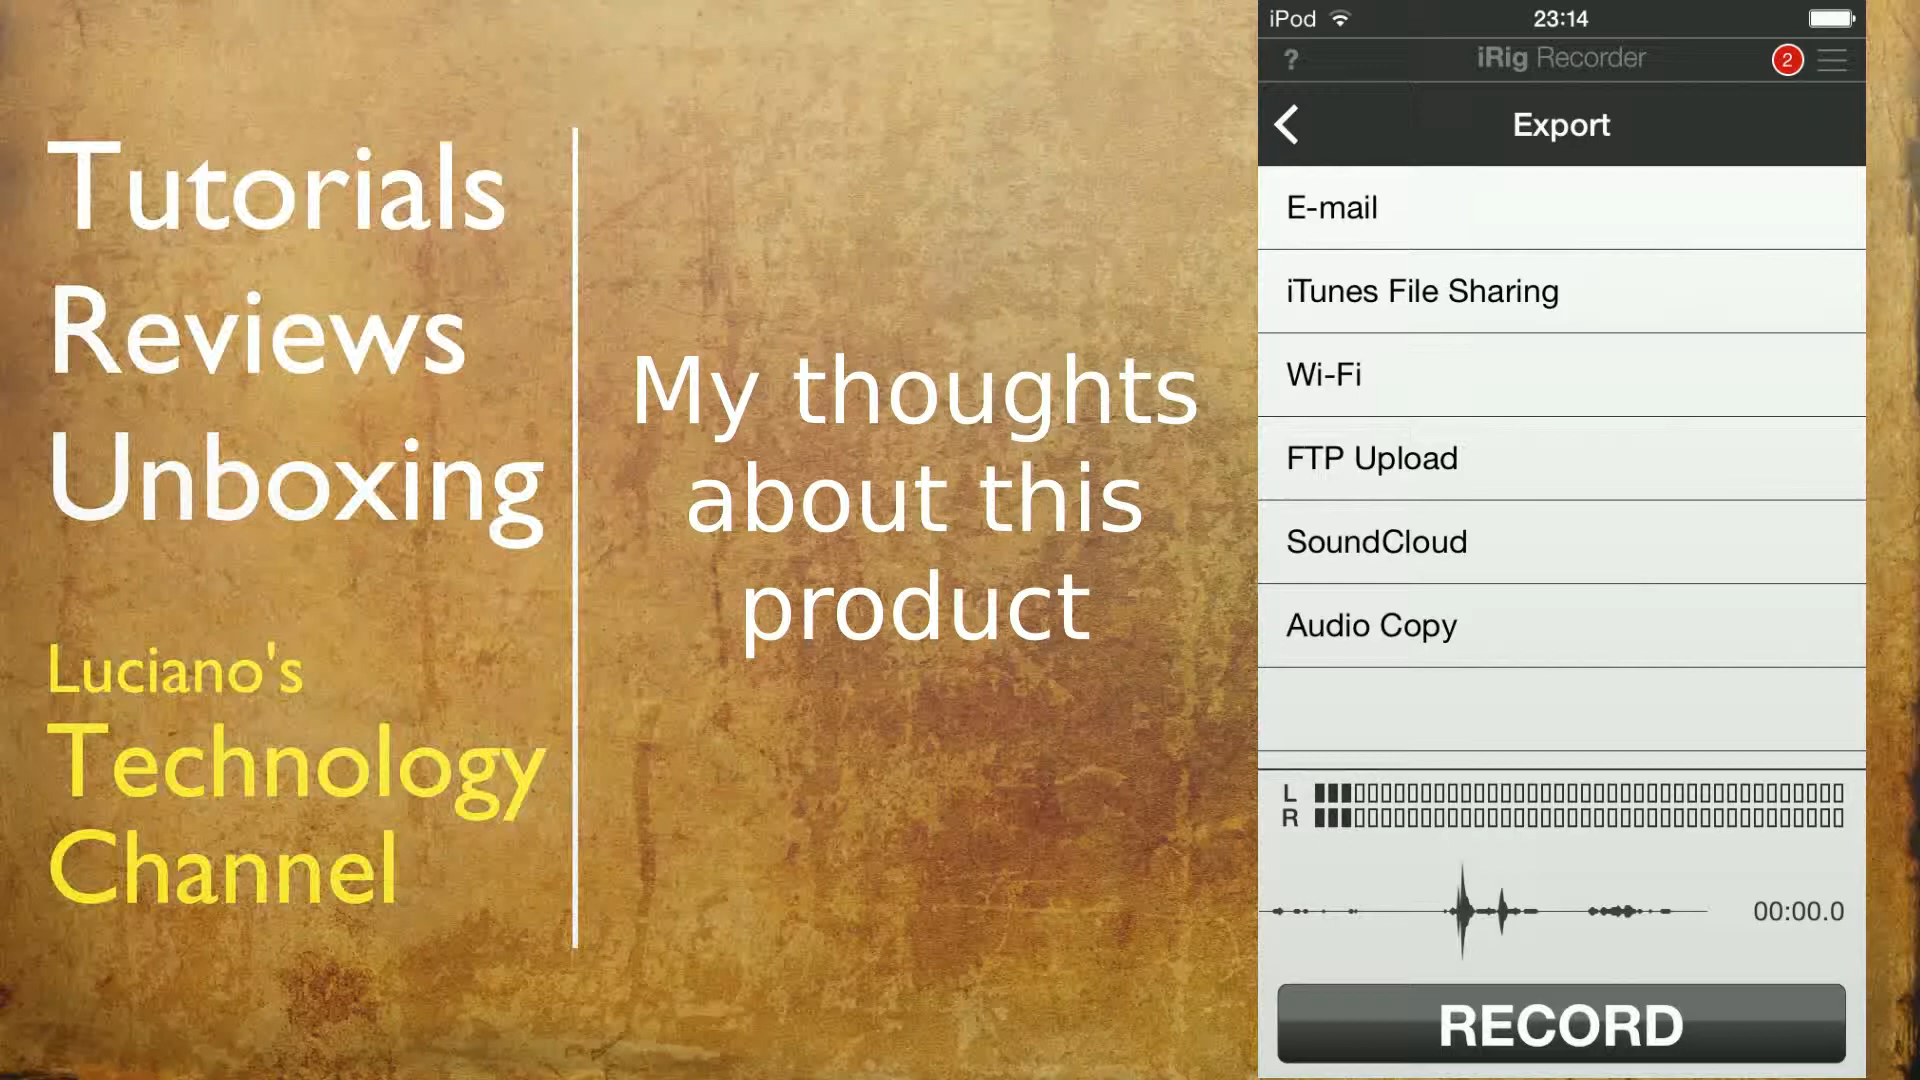 Tutorials
Reviews
Unboxing
Luciano's
Technology
Channel
My thoughts
about this
product
iPod
23:14
?
iRig Recorder
2
Export
E-mail
iTunes File Sharing
Wi-Fi
FTP Upload
SoundCloud
Audio Copy
L
R
00:00.0
RECORD